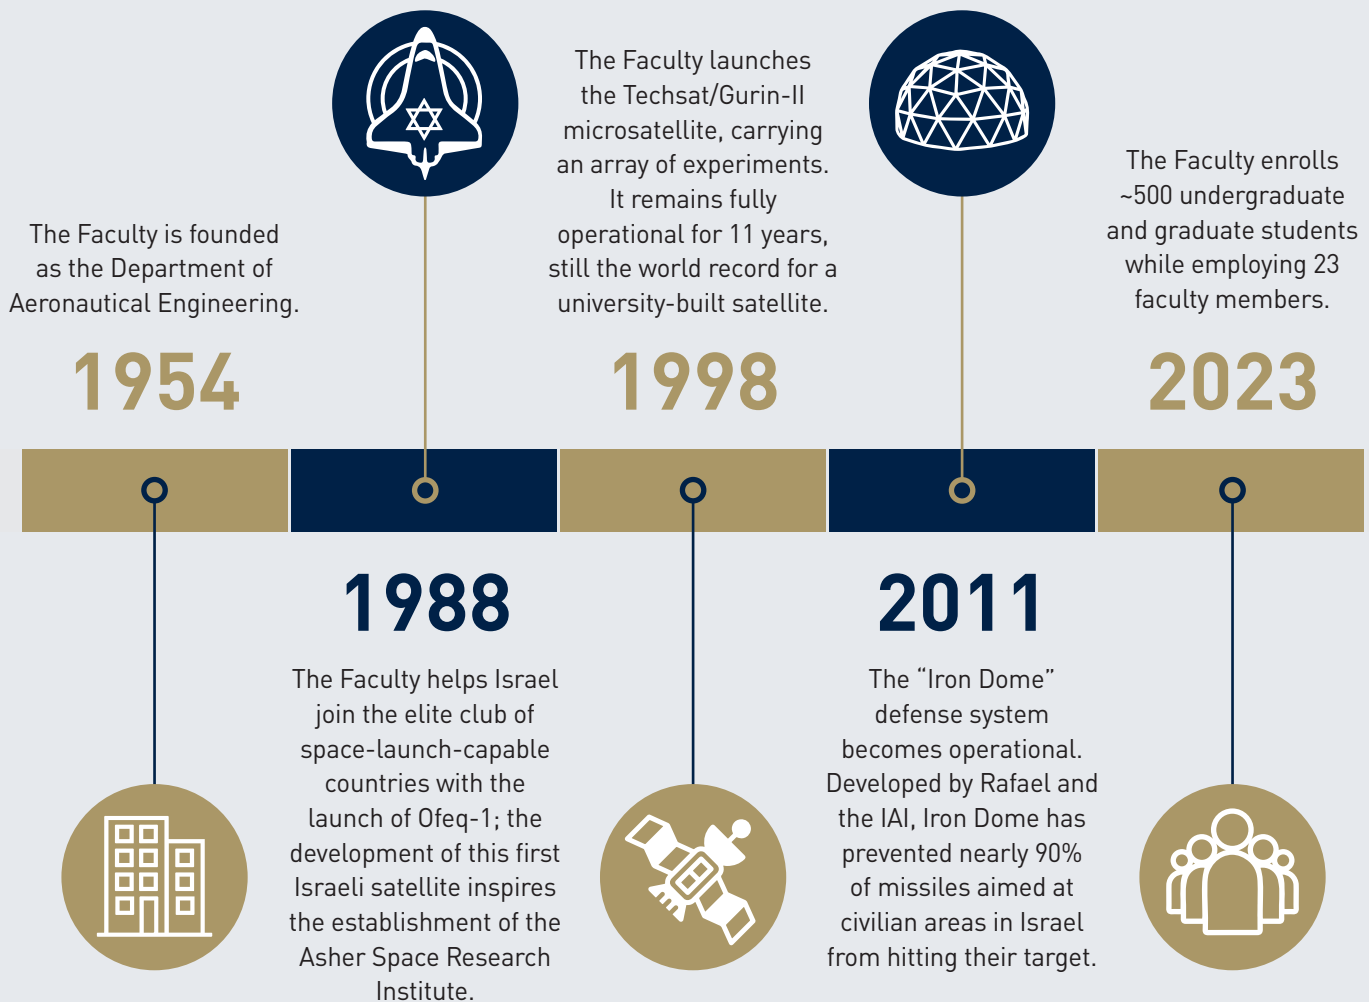 The Faculty is founded
as the Department of
Aeronautical Engineering.
1954
1988
The Faculty helps Israel
join the elite club of
space-launch-capable
countries with the
launch of Ofeq-1; the
development of this first
Israeli satellite inspires
the establishment of the
Asher Space Research
Institute.
The Faculty launches
the Techsat/Gurin-II
microsatellite, carrying
an array of experiments.
It remains fully
operational for 11 years,
still the world record for a
university-built satellite.
1998
2011
The “Iron Dome”
defense system
becomes operational.
Developed by Rafael and
the IAI, Iron Dome has
prevented nearly 90%
of missiles aimed at
civilian areas in Israel
from hitting their target.
The Faculty enrolls
~500 undergraduate
and graduate students
while employing 23
faculty members.
2023